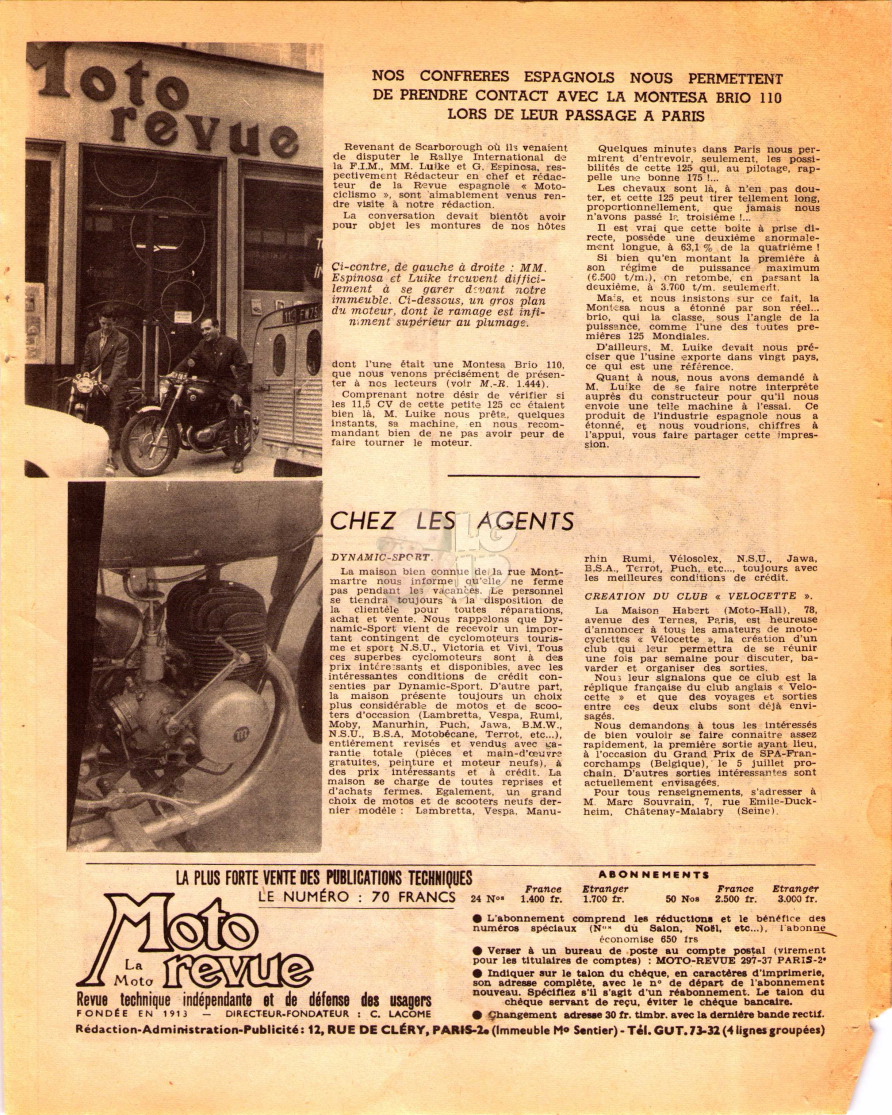 Moto
revue
NOS CONFRERES ESPAGNOLS NOUS PERMETTENT
DE PRENDRE CONTACT AVEC LA MONTESA BRIO 110
LORS DE LEUR PASSAGE A PARIS
Revenant de Scarborough où ils venaient
de disputer le Rallye International de
la F.I.M., MM. Luike et G. Espinosa, res-
pectivement Rédacteur en chef et rédac-
teur de la Revue espagnole « Moto-
ciclismo », sont aimablement venus ren-
dre visite à notre rédaction.
La conversation devait bientôt avoir
pour objet les montures de nos hôtes
Ci-contre, de gauche à droite : MM.
Espinosa et Luike trouvent diffici-
lement à se garer devant notre
immeuble. Ci-dessous, un gros plan
du moteur, dont le ramage est infi-
niment supérieur au plumage.
dont l'une était une Montesa Brio 110,
que nous venons précisément de présen-
ter à nos lecteurs (voir M.-R. 1.444).
Comprenant notre désir de vérifier si
les 11,5 CV de cette petite 125 cc étaient
bien là, M. Luike nous prête, quelques
instants, sa machine, en nous recom-
mandant bien de ne pas avoir peur de
faire tourner le moteur.
Quelques minutes dans Paris nous per-
mirent d'entrevoir, seulement, les possi-
bilités de cette 125 qui, au pilotage, rap-
pelle une bonne 175 !...
Les chevaux sont là, à n'en pas dou-
ter, et cette 125 peut tirer tellement long,
proportionnellement, que jamais nous
n'avons passé la troisième !...
Il est vrai que cette boîte à prise di-
recte, possède une deuxième anormale-
ment longue, à 63,1 % de la quatrième !
Si bien qu'en montant la première à
son régime de puissance maximum
(6.500 t/m.), on retombe, en passant la
deuxième, à 3.700 t/m. seulement.
Mais, et nous insistons sur ce fait, la
Montesa nous a étonné par son réel...
brio, qui la classe, sous l'angle de la
puissance, comme l'une des toutes pre-
mières 125 Mondiales.
D'ailleurs, M. Luike devait nous pré-
ciser que l'usine exporte dans vingt pays,
ce qui est une référence.
Quant à nous, nous avons demandé à
M. Luike de se faire notre interprète
auprès du constructeur pour qu'il nous
envoie une telle machine à l'essai. Ce
produit de l'industrie espagnole nous a
étonné, et nous voudrions, chiffres à
l'appui, vous faire partager cette impres-
sion.
CHEZ LES AGENTS
DYNAMIC-SPORT.
La maison bien connue de la rue Mont-
martre nous informe qu'elle ne ferme
pas pendant les vacances. Le personnel
se tiendra toujours à la disposition de
la clientèle pour toutes réparations,
achat et vente. Nous rappelons que Dy-
namic-Sport vient de recevoir un impor-
tant contingent de cyclomoteurs touris-
me et sport N.S.U., Victoria et Vivi. Tous
ces superbes cyclomoteurs sont à des
prix intéressants et disponibles, avec les
intéressantes conditions de crédit con-
senties par Dynamic-Sport. D'autre part,
la maison présente toujours un choix
plus considérable de motos et de scoo-
ters d'occasion (Lambretta, Vespa, Rumi,
Moby, Manurhin, Puch, Jawa, B.M.W.,
N.S.U., B.S.A, Motobécane, Terrot, etc...),
entièrement revisés et vendus avec ga-
rantie totale (pièces et main-d'œuvre
gratuites, peinture et moteur neufs), à
des prix intéressants et à crédit. La
maison se charge de toutes reprises et
d'achats fermes. Egalement, un grand
choix de motos et de scooters neufs der-
nier modèle : Lambretta, Vespa, Manu-
rhin Rumi, Vélosolex, N.S.U., Jawa,
B.S.A., Terrot, Puch, etc..., toujours avec
les meilleures conditions de crédit.
CREATION DU CLUB « VELOCETTE ».
La Maison Habert (Moto-Hall), 78,
avenue des Ternes, Paris, est heureuse
d'annoncer à tous les amateurs de moto-
cyclettes « Vélocette », la création d'un
club qui leur permettra de se réunir
une fois par semaine pour discuter, ba-
varder et organiser des sorties.
Nous leur signalons que ce club est la
réplique française du club anglais « Velo-
cette » et que des voyages et sorties
entre ces deux clubs sont déjà envi-
sagés.
Nous demandons à tous les intéressés
de bien vouloir se faire connaître assez
rapidement, la première sortie ayant lieu,
à l'occasion du Grand Prix de SPA-Fran-
corchamps (Belgique), le 5 juillet pro-
chain. D'autres sorties intéressantes sont
actuellement envisagées.
Pour tous renseignements, s'adresser à
M. Marc Souvrain, 7, rue Emile-Duck-
heim, Châtenay-Malabry (Seine).
LA PLUS FORTE VENTE DES PUBLICATIONS TECHNIQUES
LE NUMÉRO : 70 FRANCS
La
Moto
Moto
revue
Revue technique indépendante et de défense des usagers
FONDÉE EN 1913 — DIRECTEUR-FONDATEUR : C. LACOME
ABONNEMENTS
France Etranger France Etranger
24 Nos 1.400 fr. 1.700 fr. 50 Nos 2.500 fr. 3.000 fr.
● L'abonnement comprend les réductions et le bénéfice des
numéros spéciaux (Nos du Salon, Noël, etc...), l'abonné
économise 650 frs
● Verser à un bureau de poste au compte postal (virement
pour les titulaires de comptes) : MOTO-REVUE 297-37 PARIS-2e
● Indiquer sur le talon du chèque, en caractères d'imprimerie,
son adresse complète, avec le n° de départ de l'abonnement
nouveau. Spécifiez s'il s'agit d'un réabonnement. Le talon du
chèque servant de reçu, éviter le chèque bancaire.
● Changement adresse 30 fr. timbr. avec la dernière bande rectif.
Rédaction-Administration-Publicité : 12, RUE DE CLÉRY, PARIS-2e (Immeuble Mo Sentier) - Tél. GUT. 73-32 (4 lignes groupées)